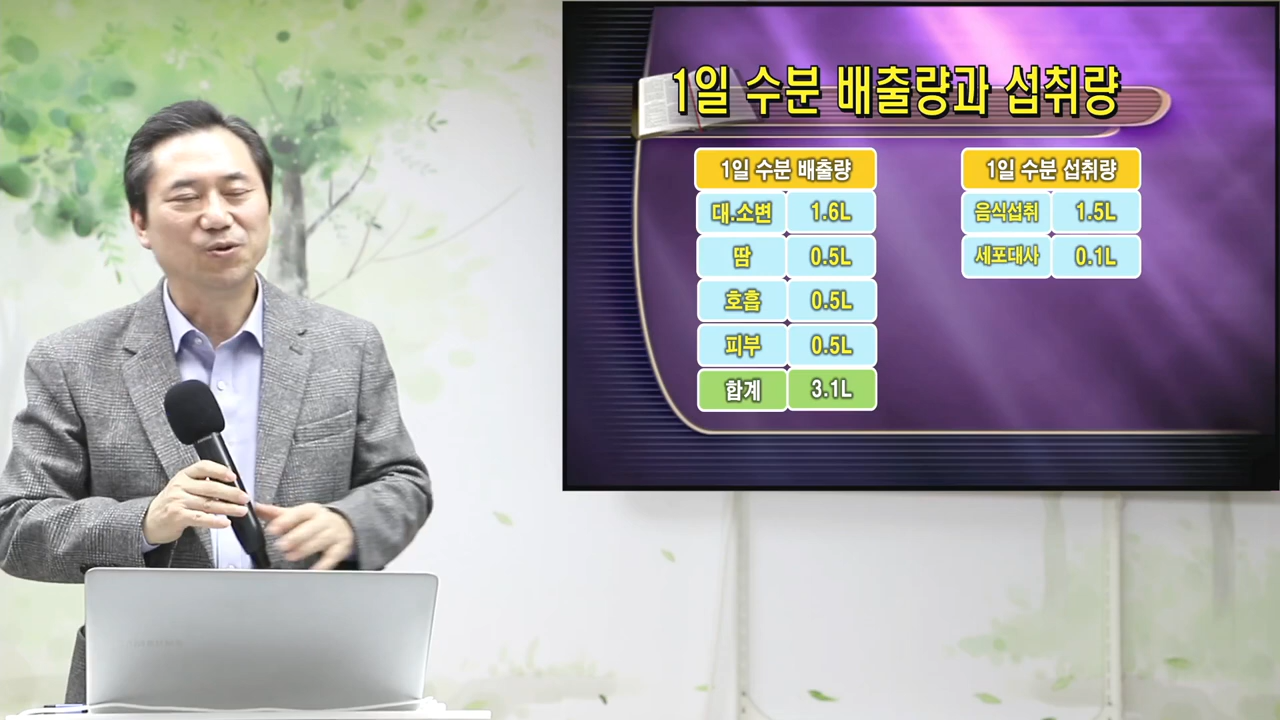 1일 수분 배출량과 섭취량
1일 수분 배출량
대.소변 1.6L
땀 0.5L
호흡 0.5L
피부 0.5L
합계 3.1L
1일 수분 섭취량
음식섭취 1.5L
세포대사 0.1L